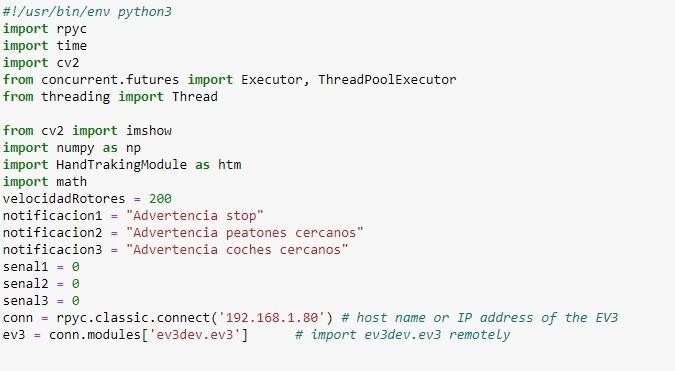 #!/usr/bin/env python3
import rpyc
import time
import cv2
from concurrent.futures import Executor, ThreadPoolExecutor
from threading import Thread

from cv2 import imshow
import numpy as np
import HandTrakingModule as htm
import math
velocidadRotores = 200
notificacion1 = "Advertencia stop"
notificacion2 = "Advertencia peatones cercanos"
notificacion3 = "Advertencia coches cercanos"
senal1 = 0
senal2 = 0
senal3 = 0
conn = rpyc.classic.connect('192.168.1.80') # host name or IP address of the EV3
ev3 = conn.modules['ev3dev.ev3']      # import ev3dev.ev3 remotely